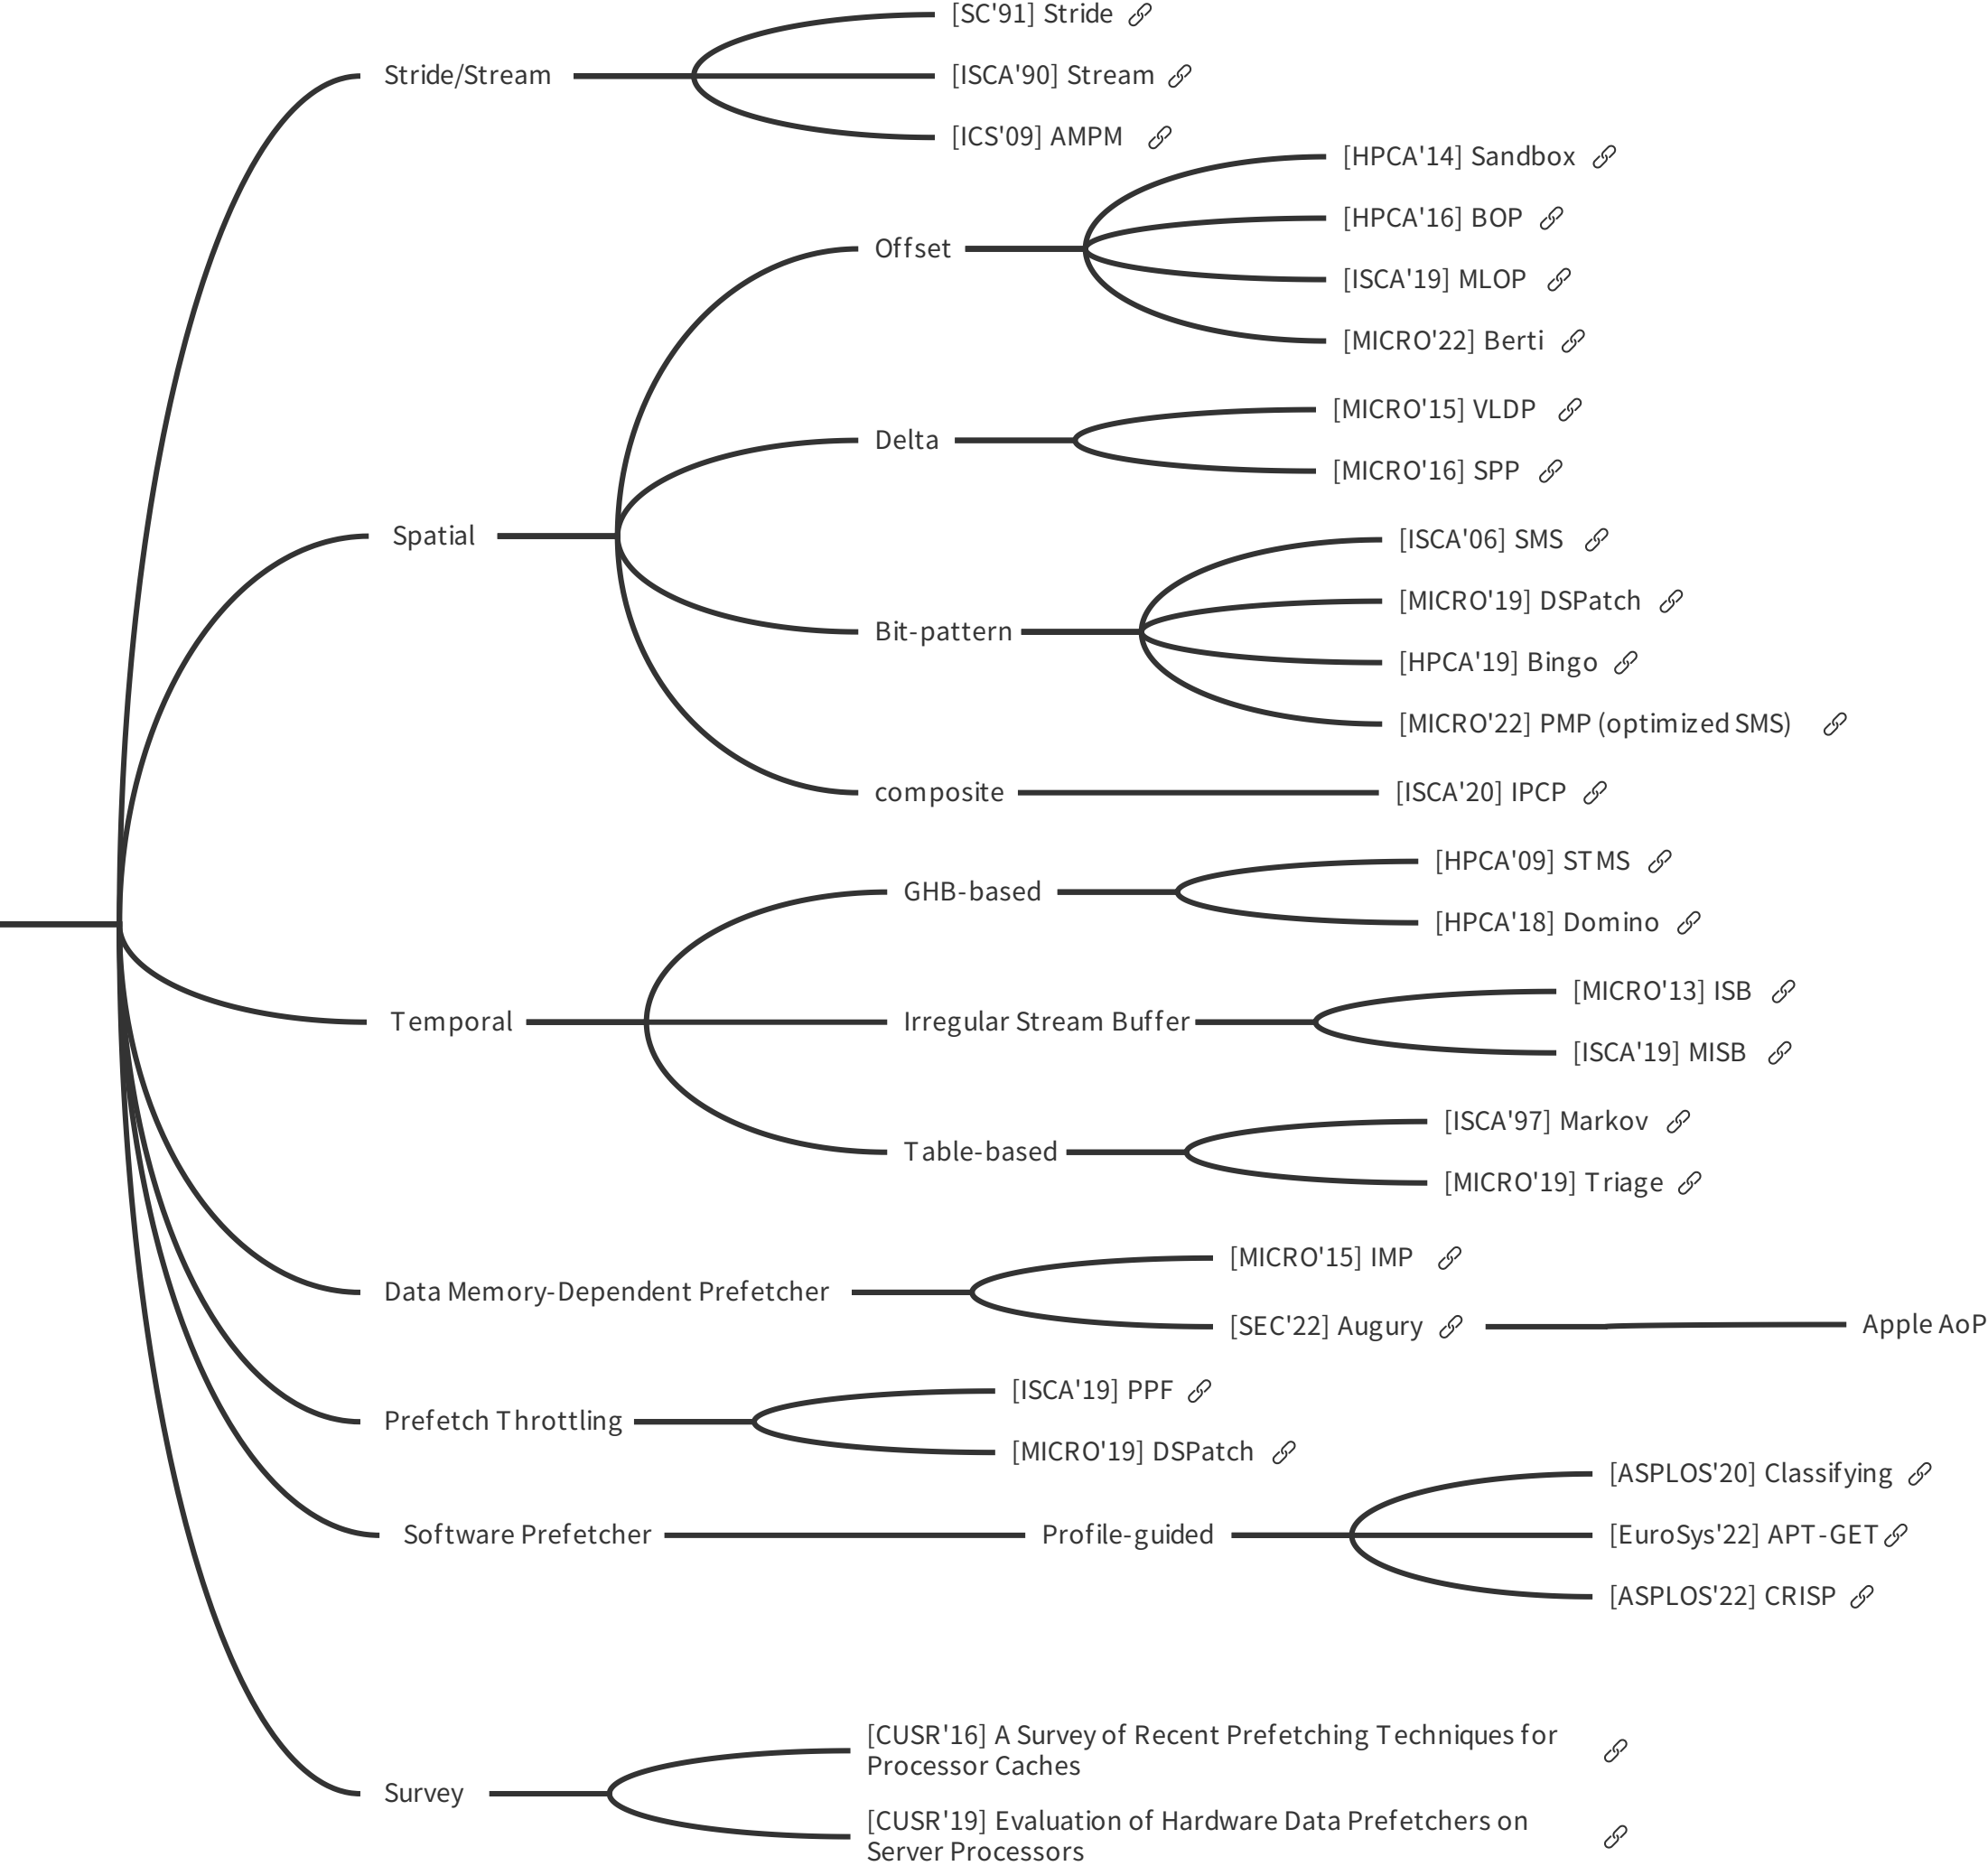 Stride/Stream
[SC'91] Stride
[ISCA'90] Stream
[ICS'09] AMPM
Spatial
Offset
[HPCA'14] Sandbox
[HPCA'16] BOP
[ISCA'19] MLOP
[MICRO'22] Berti
Delta
[MICRO'15] VLDP
[MICRO'16] SPP
Bit-pattern
[ISCA'06] SMS
[MICRO'19] DSPatch
[HPCA'19] Bingo
[MICRO'22] PMP (optimized SMS)
composite
[ISCA'20] IPCP
Temporal
GHB-based
[HPCA'09] STMS
[HPCA'18] Domino
Irregular Stream Buffer
[MICRO'13] ISB
[ISCA'19] MISB
Table-based
[ISCA'97] Markov
[MICRO'19] Triage
Data Memory-Dependent Prefetcher
[MICRO'15] IMP
[SEC'22] Augury
Apple AoP
Prefetch Throttling
[ISCA'19] PPF
[MICRO'19] DSPatch
Software Prefetcher
Profile-guided
[ASPLOS'20] Classifying
[EuroSys'22] APT-GET
[ASPLOS'22] CRISP
Survey
[CUSR'16] A Survey of Recent Prefetching Techniques for
Processor Caches
[CUSR'19] Evaluation of Hardware Data Prefetchers on
Server Processors